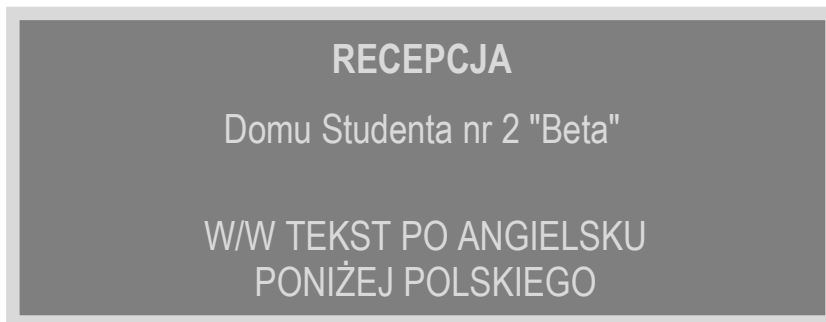 RECEPCJA
Domu Studenta nr 2 "Beta"
W/W TEKST PO ANGIELSKU
PONIŻEJ POLSKIEGO